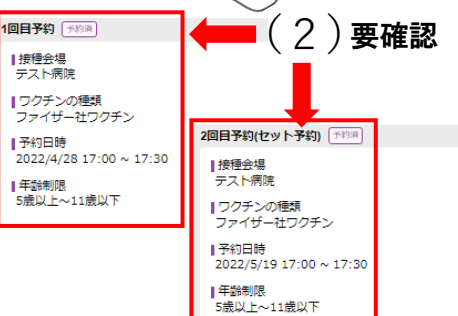 (２)要確認
1回目予約 予約済
接種会場
テスト病院
ワクチンの種類
ファイザー社ワクチン
予約日時
2022/4/28 17:00 ~ 17:30
年齢制限
5歳以上～11歳以下
2回目予約(セット予約) 予約済
接種会場
テスト病院
ワクチンの種類
ファイザー社ワクチン
予約日時
2022/5/19 17:00 ~ 17:30
年齢制限
5歳以上～11歳以下